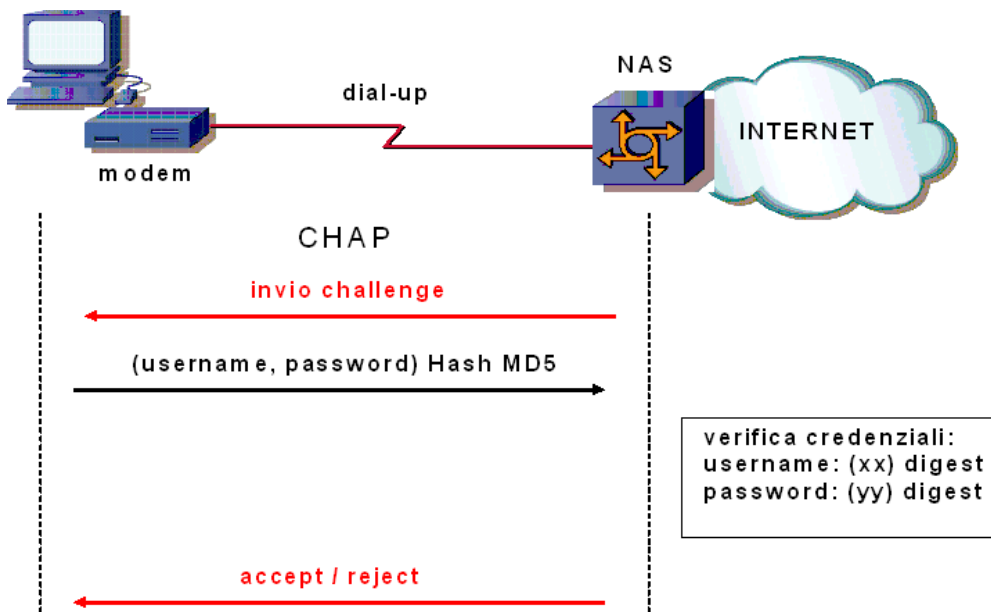 NAS
dial-up
INTERNET
modem
CHAP
invio challenge
(username, password) Hash MD5
verifica credenziali:
username: (xx) digest
password: (yy) digest
accept / reject